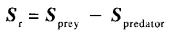 S_r = S_prey − S_predator